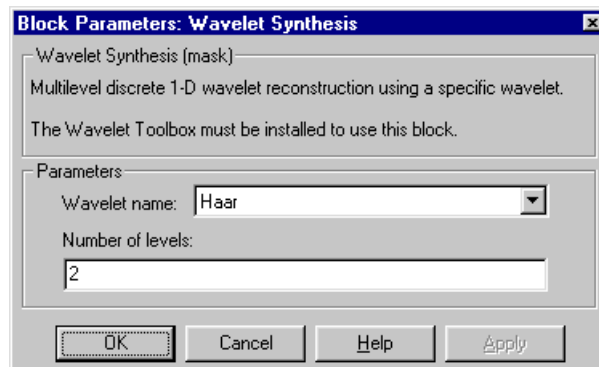 Block Parameters: Wavelet Synthesis
Wavelet Synthesis (mask)
Multilevel discrete 1-D wavelet reconstruction using a specific wavelet.
The Wavelet Toolbox must be installed to use this block.
Parameters
Wavelet name: Haar
Number of levels:
2
OK Cancel Help Apply